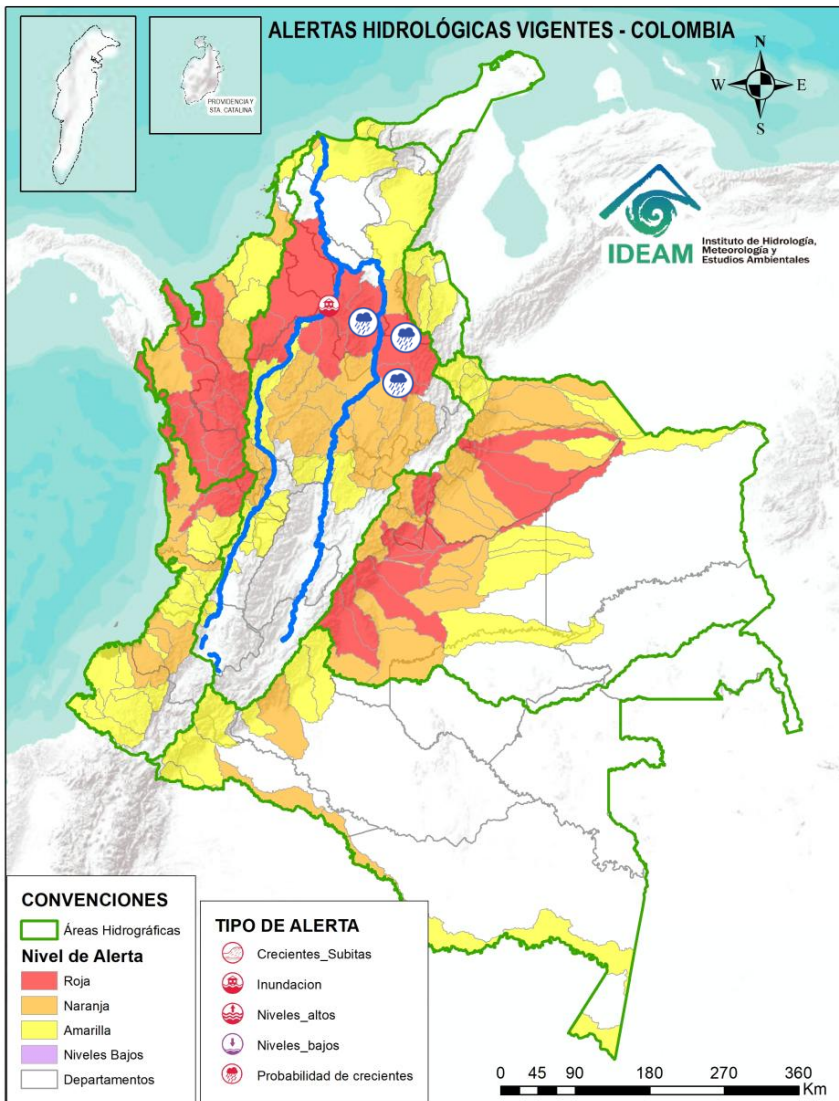 ALERTAS HIDROLÓGICAS VIGENTES - COLOMBIA
PROVIDENCIA Y
STA. CATALINA
N
W
E
S
IDEAM
Instituto de Hidrología,
Meteorología y
Estudios Ambientales
CONVENCIONES
Áreas Hidrográficas
Nivel de Alerta
Roja
Naranja
Amarilla
Niveles Bajos
Departamentos
TIPO DE ALERTA
Crecientes_Subitas
Inundacion
Niveles_altos
Niveles_bajos
Probabilidad de crecientes
0 45 90 180 270 360
Km